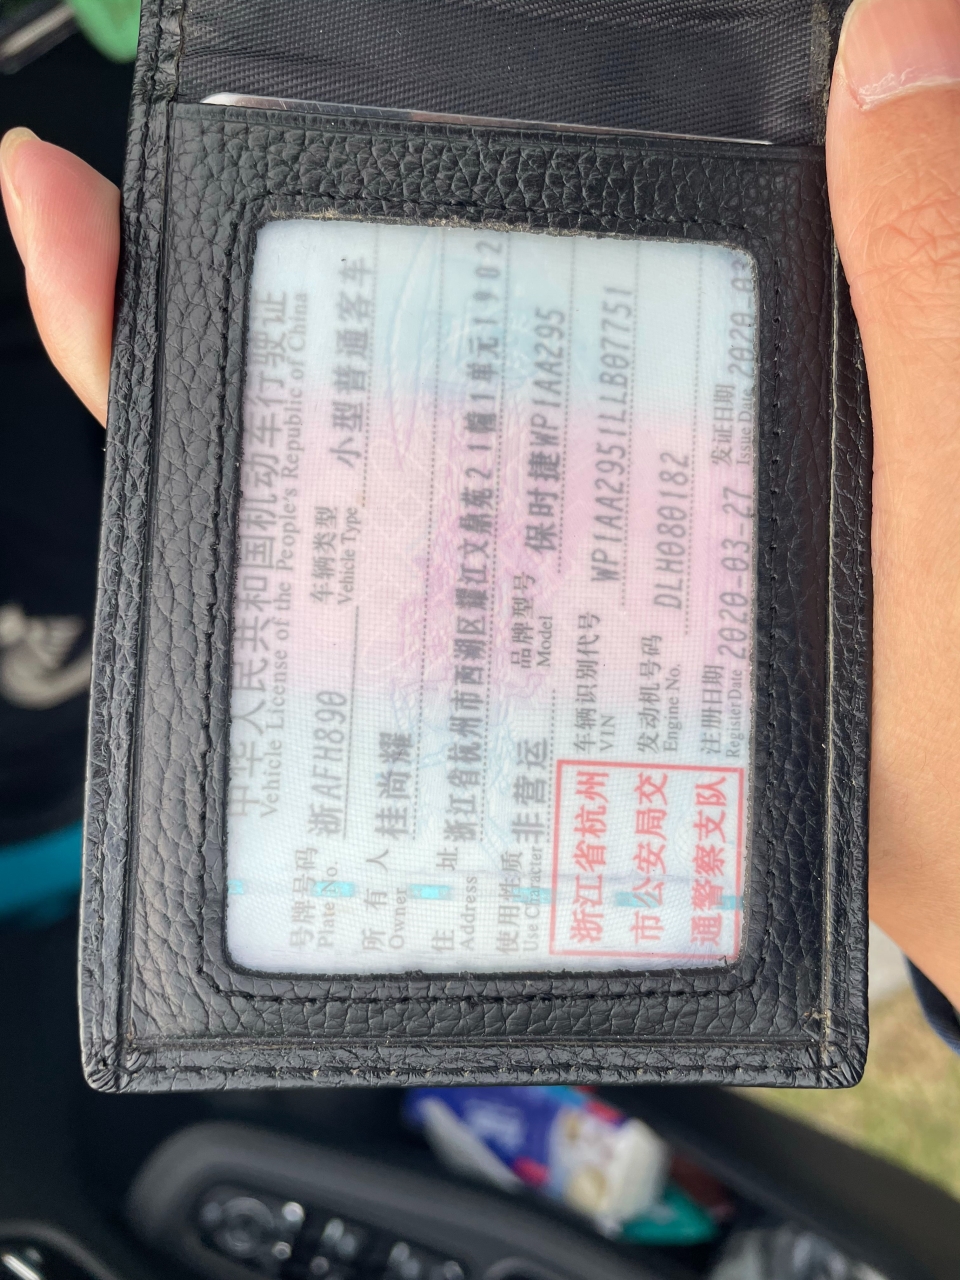 中华人民共和国机动车行驶证
Vehicle License of the People's Republic of China
号牌号码 浙JFH890 车辆类型 小型普通客车
Plate No. Vehicle Type
所有人 桂尚耀
Owner
住址 浙江省杭州市西湖区耀江文鼎苑21幢1单元1902
Address
使用性质 非营运 品牌型号 保时捷WP1AA295
Use Character Model
浙江省杭州
市公安局交
通警察支队
车辆识别代号 WP1AA2951LLB07751
VIN
发动机号码 DLH080182
Engine No.
注册日期 2020-03-27 发证日期 2020-03
Register Date Issue Date